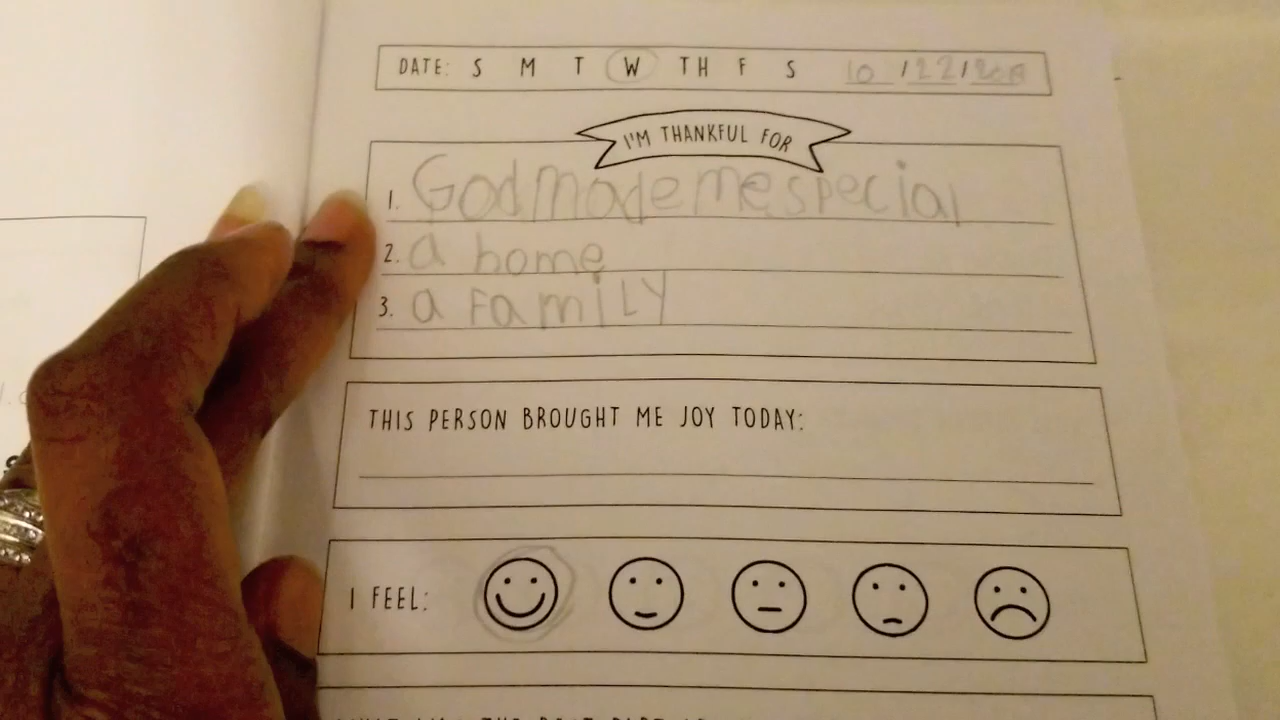 DATE: S M T W TH F S 10 / 22 /
I'M THANKFUL FOR
1. God made me special
2. a home
3. a FamiLY
THIS PERSON BROUGHT ME JOY TODAY:
I FEEL: